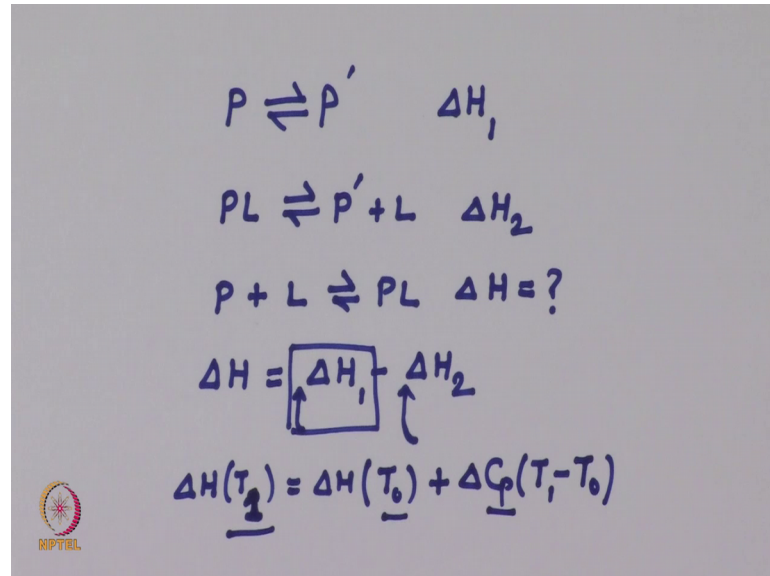 P ⇌ P′ ΔH₁
PL ⇌ P′ + L ΔH₂
P + L ⇌ PL ΔH = ?
ΔH = ΔH₁ - ΔH₂
ΔH(T₁) = ΔH(T₀) + ΔCp(T₁-T₀)
NPTEL